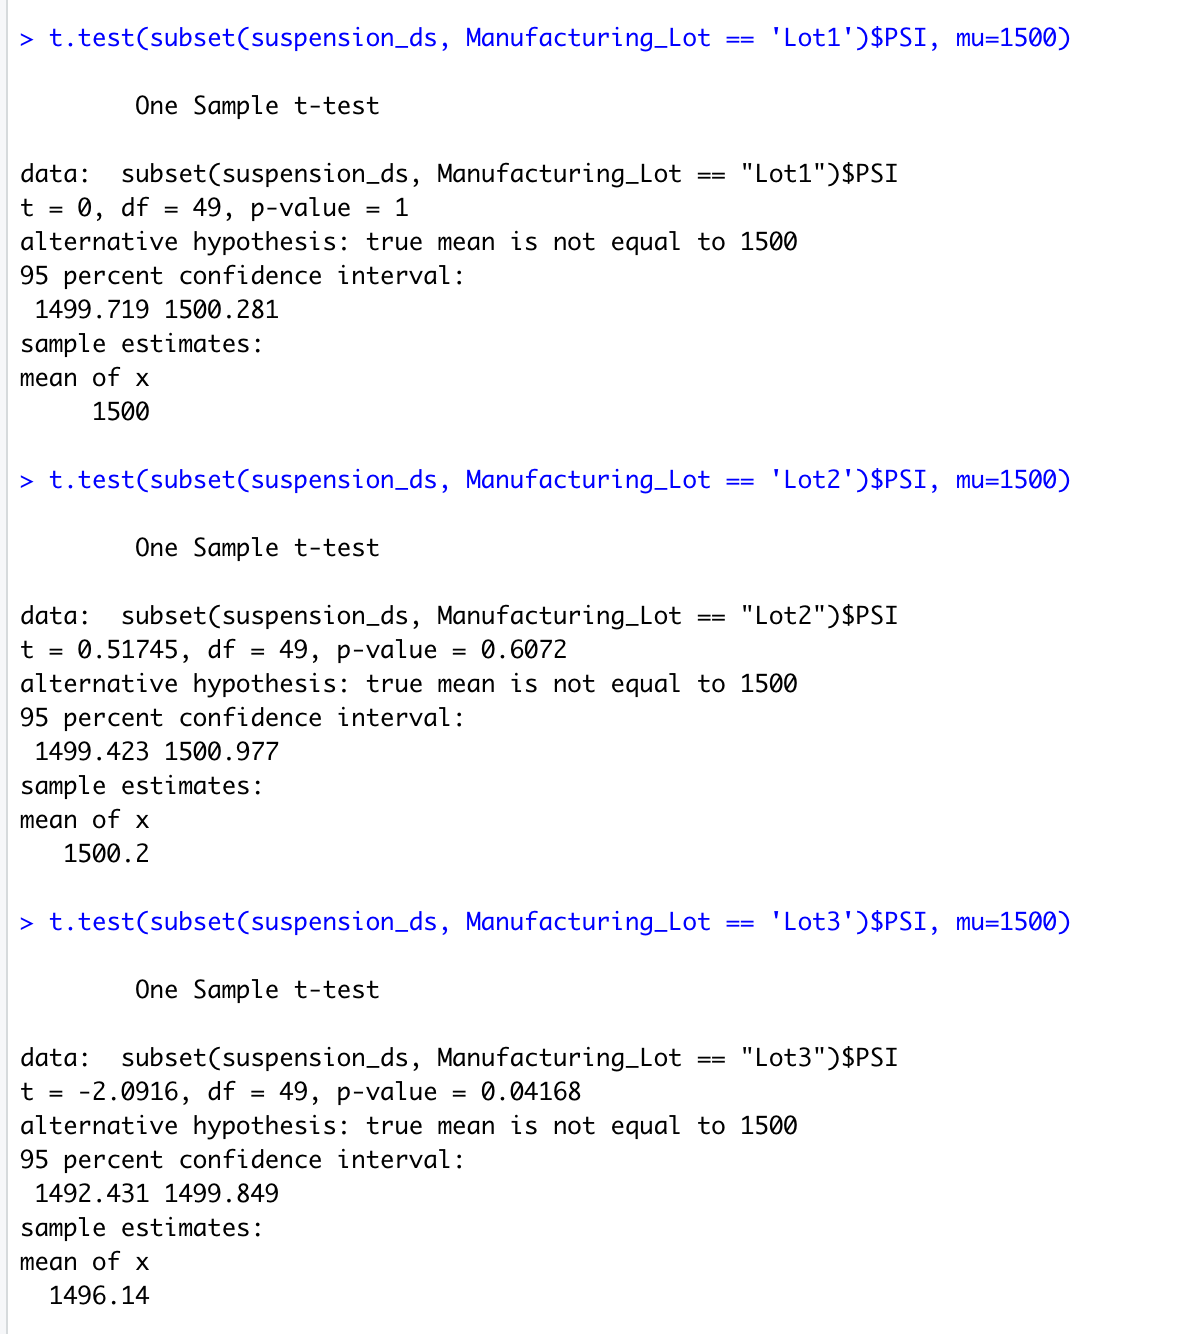 > t.test(subset(suspension_ds, Manufacturing_Lot == 'Lot1')$PSI, mu=1500)
One Sample t-test
data:  subset(suspension_ds, Manufacturing_Lot == "Lot1")$PSI
t = 0, df = 49, p-value = 1
alternative hypothesis: true mean is not equal to 1500
95 percent confidence interval:
1499.719 1500.281
sample estimates:
mean of x
1500
> t.test(subset(suspension_ds, Manufacturing_Lot == 'Lot2')$PSI, mu=1500)
One Sample t-test
data:  subset(suspension_ds, Manufacturing_Lot == "Lot2")$PSI
t = 0.51745, df = 49, p-value = 0.6072
alternative hypothesis: true mean is not equal to 1500
95 percent confidence interval:
1499.423 1500.977
sample estimates:
mean of x
1500.2
> t.test(subset(suspension_ds, Manufacturing_Lot == 'Lot3')$PSI, mu=1500)
One Sample t-test
data:  subset(suspension_ds, Manufacturing_Lot == "Lot3")$PSI
t = -2.0916, df = 49, p-value = 0.04168
alternative hypothesis: true mean is not equal to 1500
95 percent confidence interval:
1492.431 1499.849
sample estimates:
mean of x
1496.14